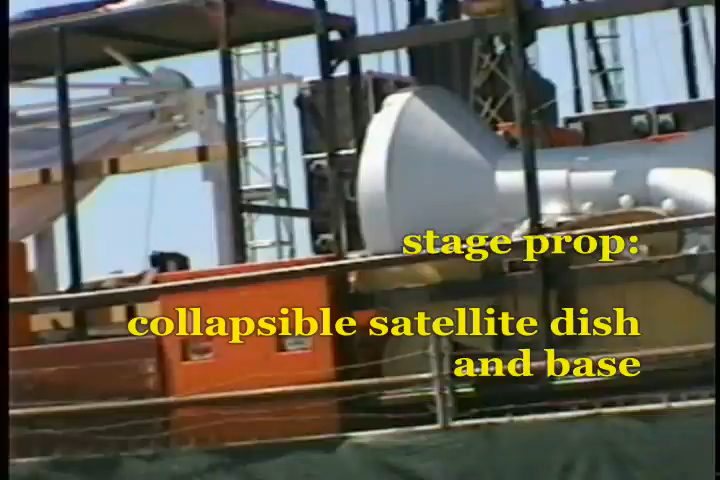 stage prop:
collapsible satellite dish
and base